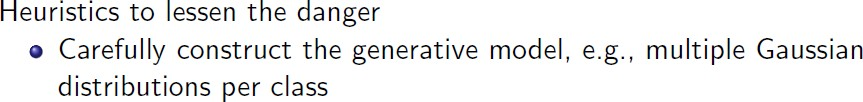 Heuristics to lessen the danger
Carefully construct the generative model, e.g., multiple Gaussian
distributions per class